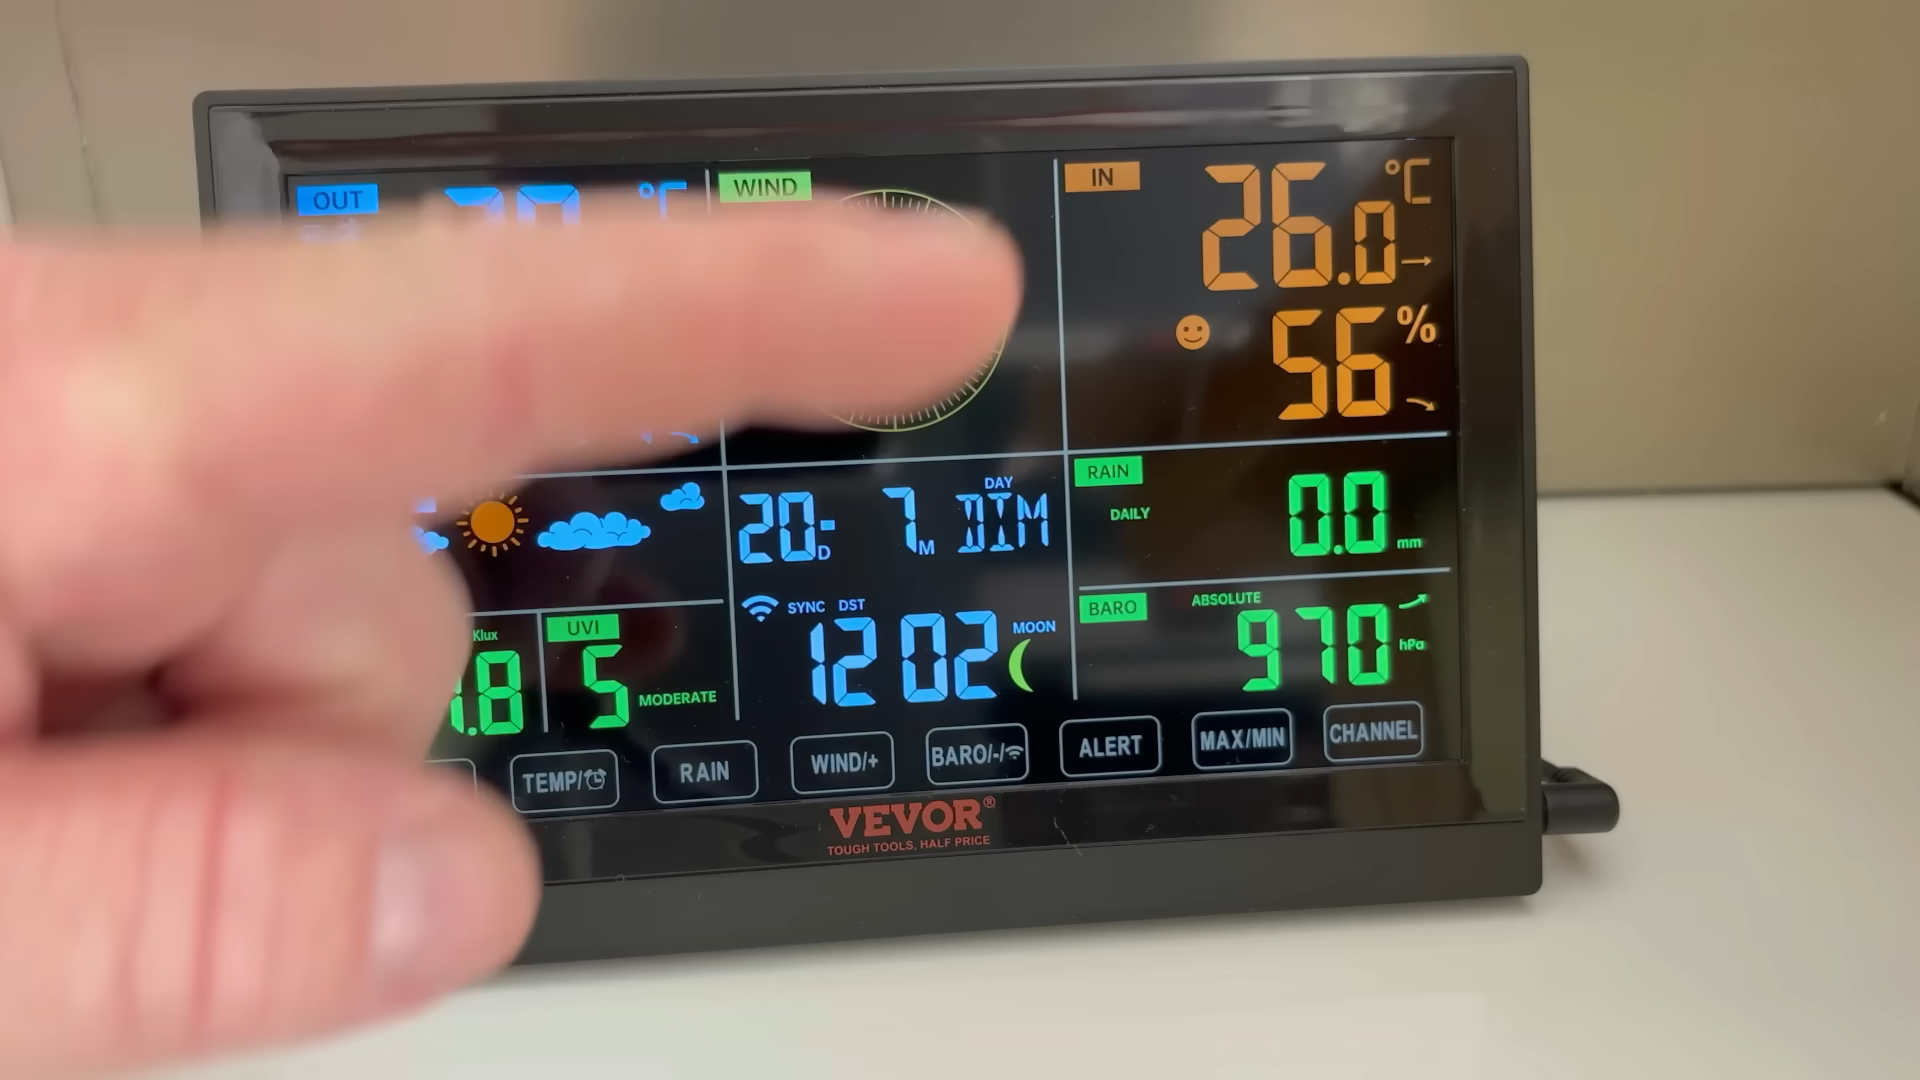 OUT
°C
WIND
IN
26.0 °C
56 %
DAY
20- D 7 M DIM
RAIN
DAILY
0.0 mm
Klux
.8
UVI
5 MODERATE
SYNC DST
12 02 MOON
BARO
ABSOLUTE
970 hPa
TEMP/
RAIN
WIND/+
BARO/-/
ALERT
MAX/MIN
CHANNEL
VEVOR®
TOUGH TOOLS, HALF PRICE